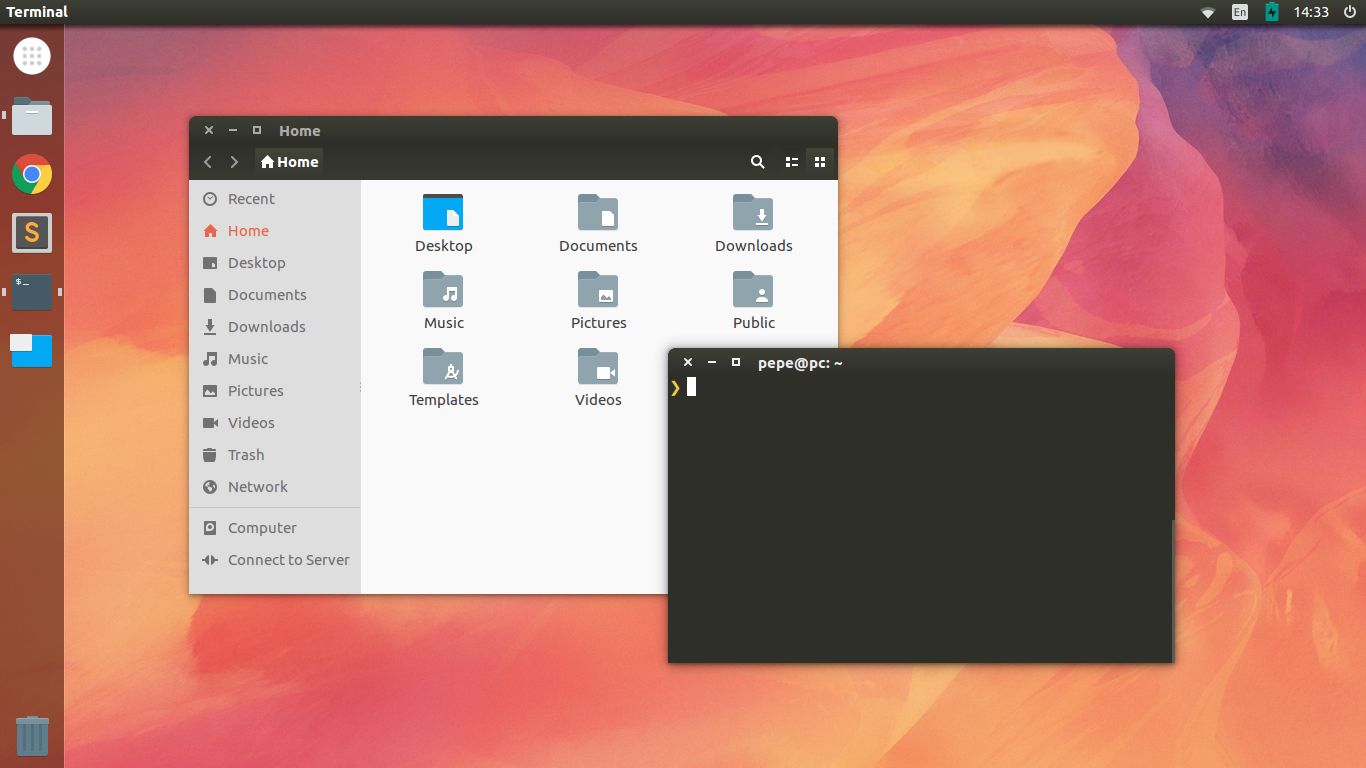 Terminal
En
14:33
Home
Home
Recent
Home
Desktop
Documents
Downloads
Music
Pictures
Videos
Trash
Network
Computer
Connect to Server
Desktop
Documents
Downloads
Music
Pictures
Public
Templates
Videos
S
$_
pepe@pc: ~
❯